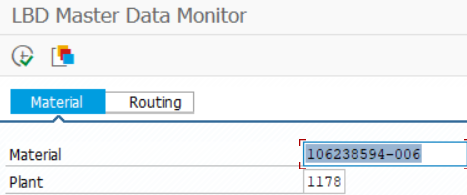 LBD Master Data Monitor
Material Routing
Material 106238594-006
Plant 1178